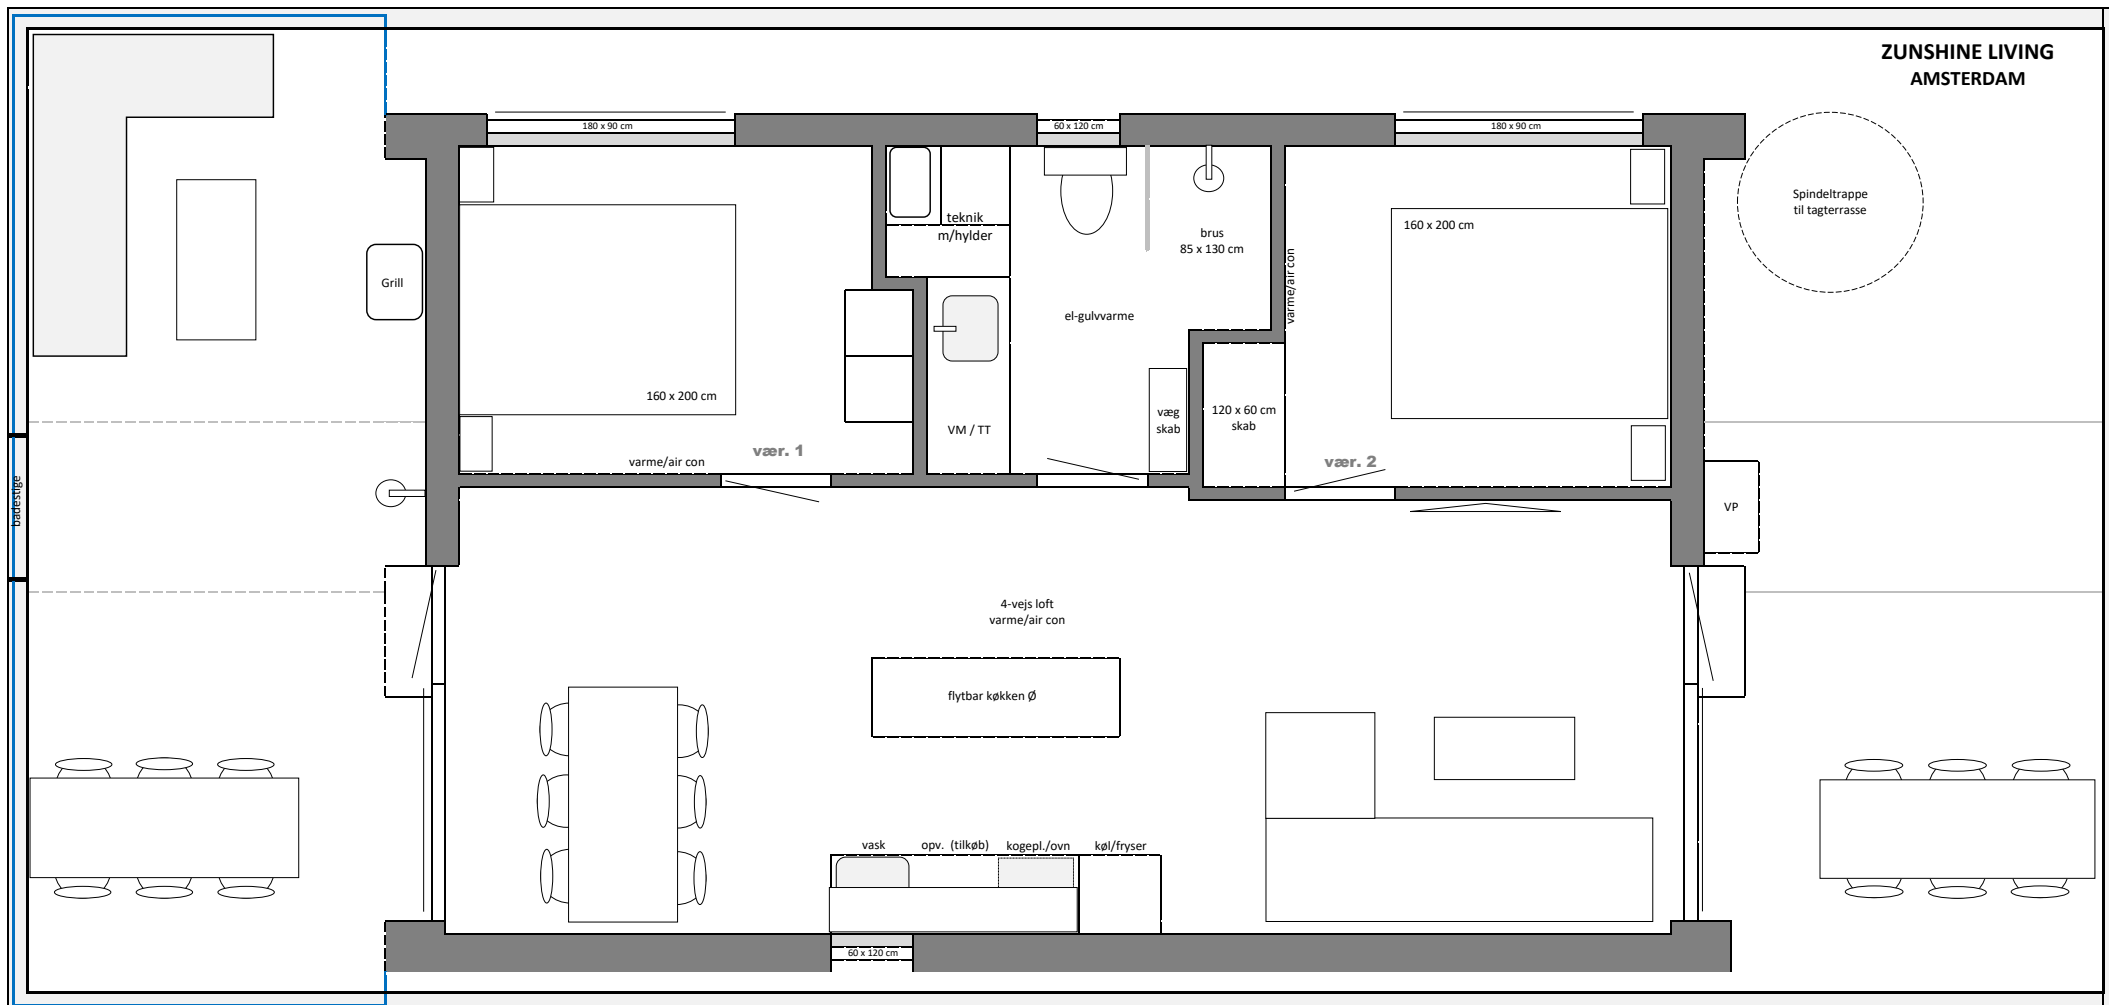 ZUNSHINE LIVING
AMSTERDAM
180 x 90 cm
60 x 120 cm
180 x 90 cm
Spindeltrappe
til tagterrasse
teknik
m/hylder
brus
85 x 130 cm
160 x 200 cm
varme/air con
Grill
el-gulvvarme
160 x 200 cm
VM / TT
væg
skab
120 x 60 cm
skab
vær. 1
varme/air con
vær. 2
badestige
VP
4-vejs loft
varme/air con
flytbar køkken Ø
vask
opv. (tilkøb)
kogepl./ovn
køl/fryser
60 x 120 cm